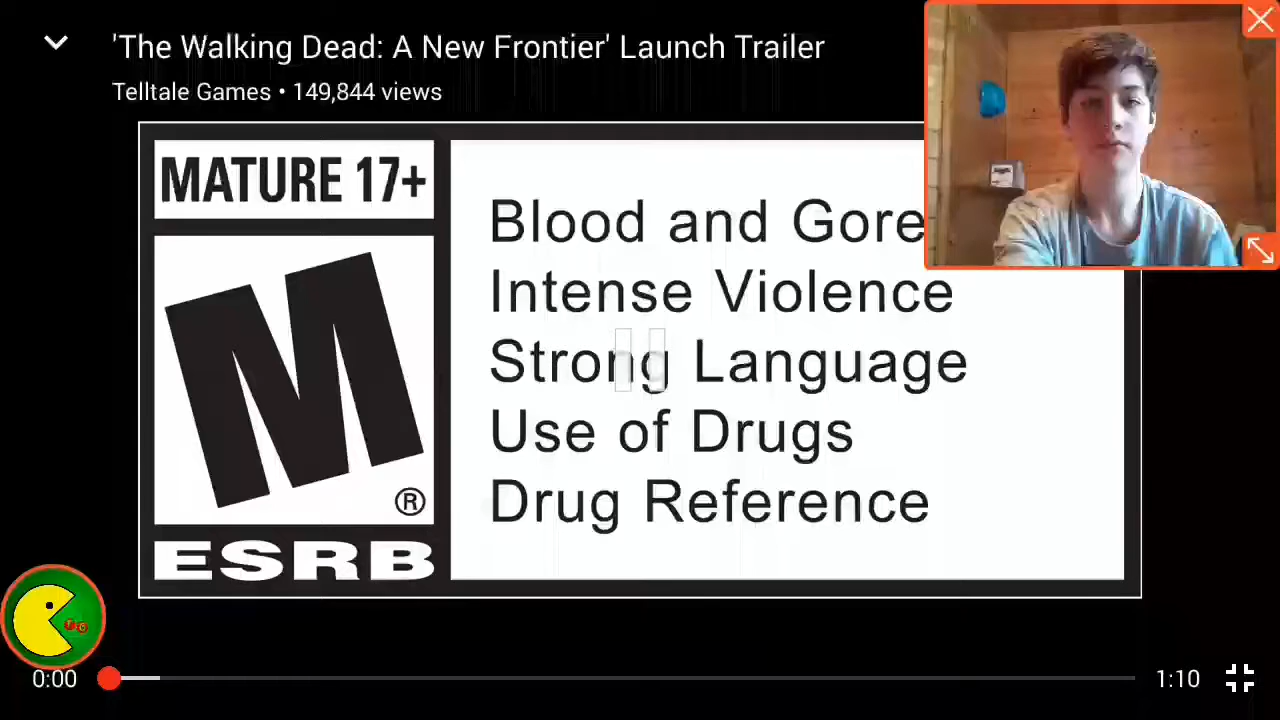 'The Walking Dead: A New Frontier' Launch Trailer
Telltale Games • 149,844 views
MATURE 17+
M
®
ESRB
Blood and Gore
Intense Violence
Strong Language
Use of Drugs
Drug Reference
0:00
1:10